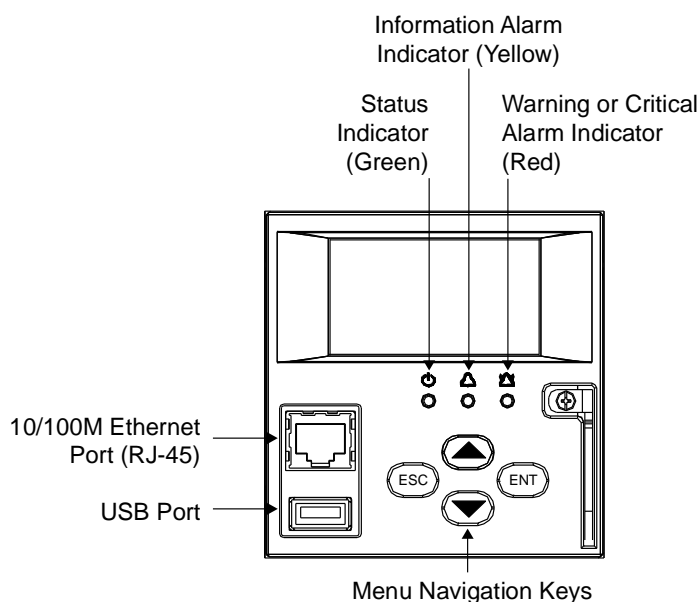 Information Alarm
Indicator (Yellow)
Status
Indicator
(Green)
Warning or Critical
Alarm Indicator
(Red)
10/100M Ethernet
Port (RJ-45)
USB Port
ESC
ENT
Menu Navigation Keys